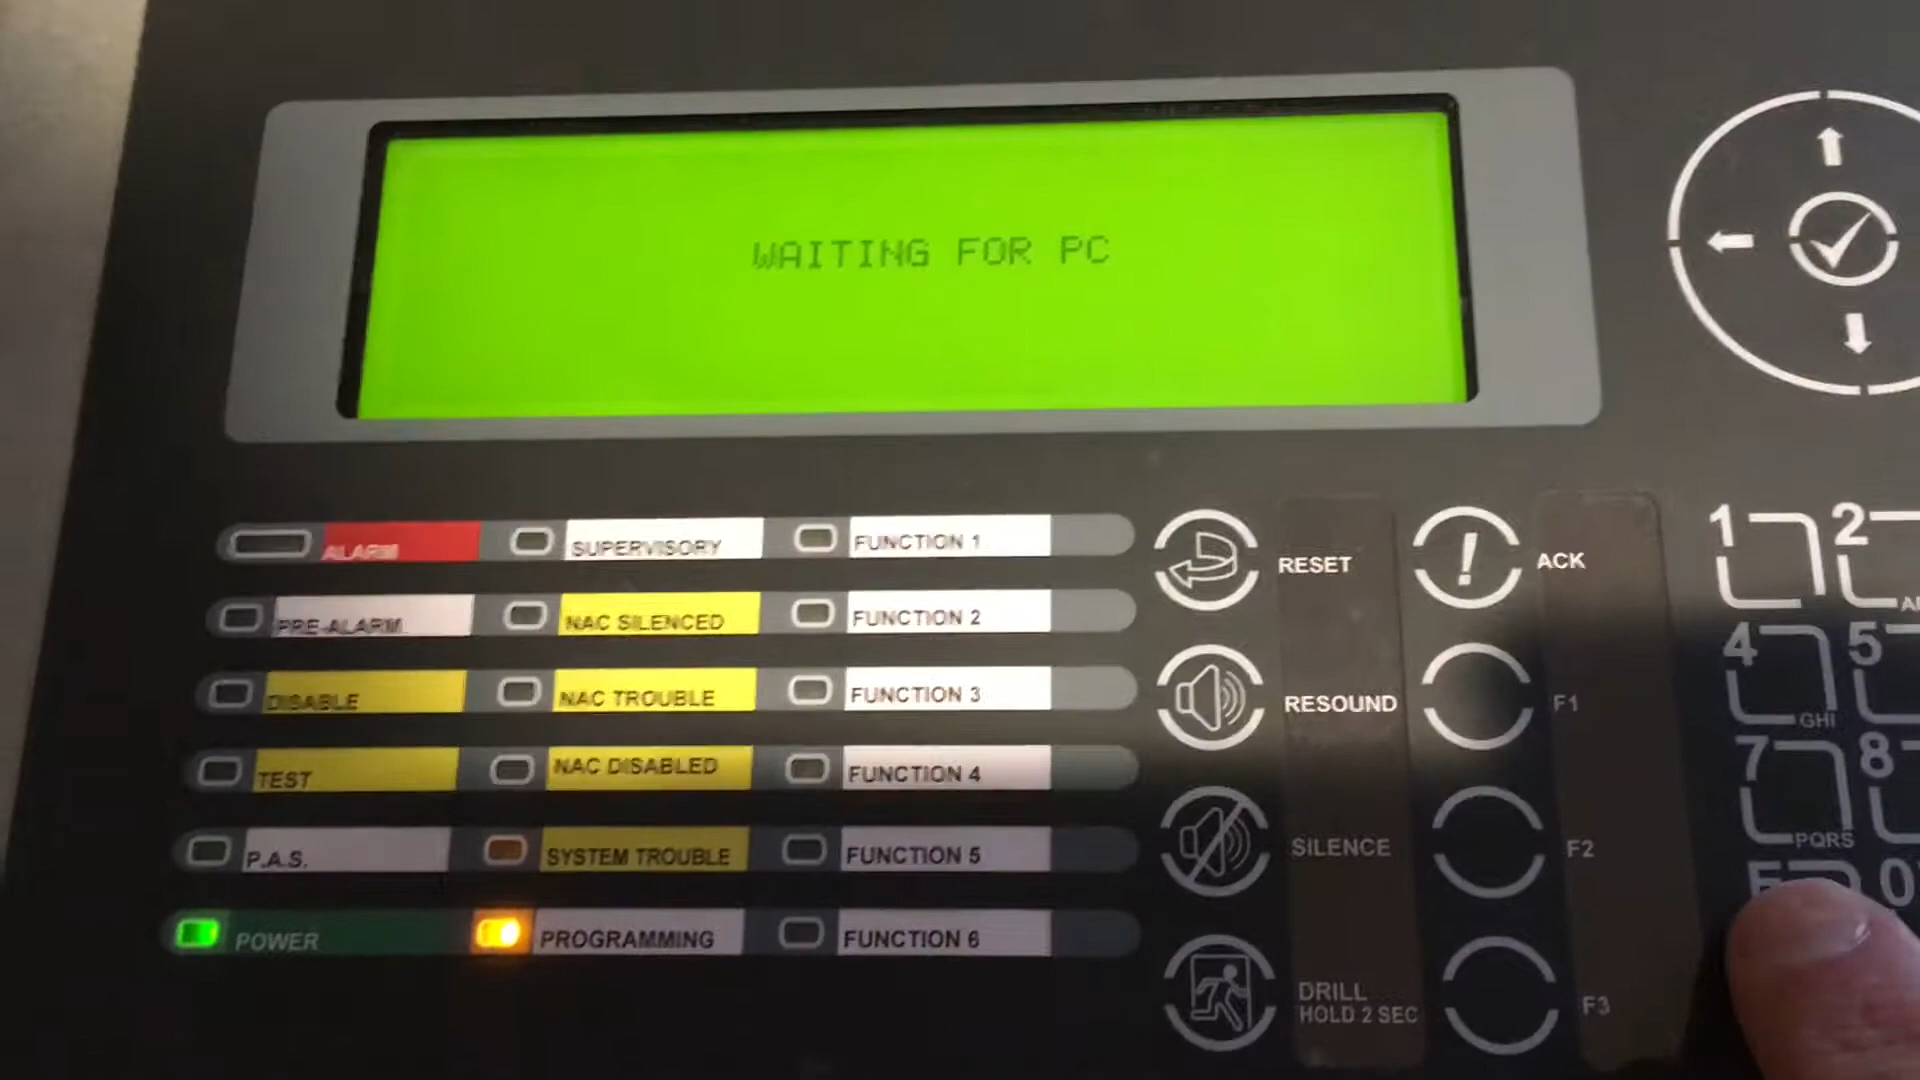 WAITING FOR PC
ALARM
SUPERVISORY
FUNCTION 1
PRE-ALARM
NAC SILENCED
FUNCTION 2
DISABLE
NAC TROUBLE
FUNCTION 3
TEST
NAC DISABLED
FUNCTION 4
P.A.S.
SYSTEM TROUBLE
FUNCTION 5
POWER
PROGRAMMING
FUNCTION 6
RESET
ACK
RESOUND
F1
SILENCE
F2
DRILL
HOLD 2 SEC
F3
1
2
4
GHI
5
7
PQRS
8
0